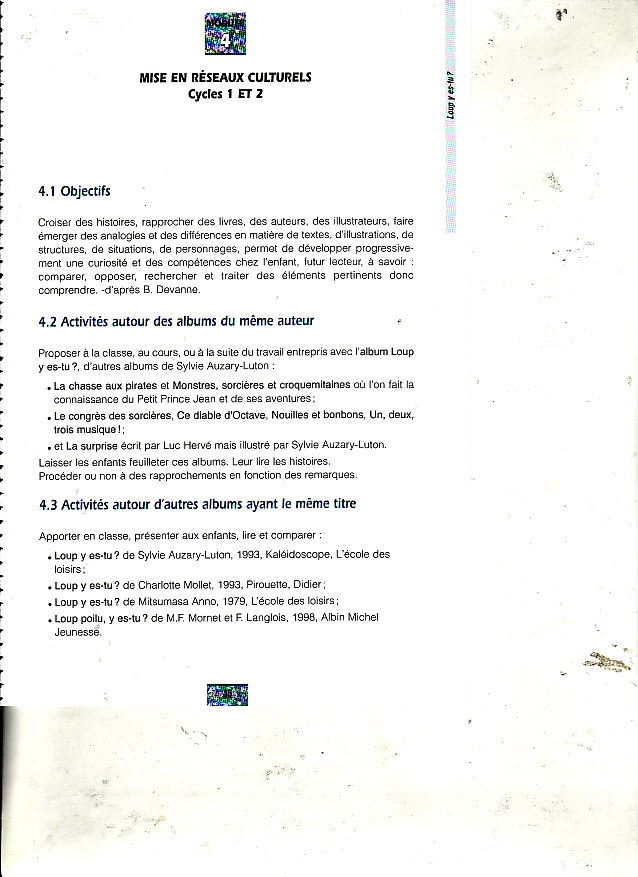 MODULE
4
MISE EN RÉSEAUX CULTURELS
Cycles 1 ET 2
Loup y es-tu?
4.1 Objectifs
Croiser des histoires, rapprocher des livres, des auteurs, des illustrateurs, faire
émerger des analogies et des différences en matière de textes, d'illustrations, de
structures, de situations, de personnages, permet de développer progressive-
ment une curiosité et des compétences chez l'enfant, futur lecteur, à savoir :
comparer, opposer, rechercher et traiter des éléments pertinents donc
comprendre. -d'après B. Devanne.
4.2 Activités autour des albums du même auteur
Proposer à la classe, au cours, ou à la suite du travail entrepris avec l'album Loup
y es-tu?, d'autres albums de Sylvie Auzary-Luton :
• La chasse aux pirates et Monstres, sorcières et croquemitaines où l'on fait la
connaissance du Petit Prince Jean et de ses aventures;
• Le congrès des sorcières, Ce diable d'Octave, Nouilles et bonbons, Un, deux,
trois musique!;
• et La surprise écrit par Luc Hervé mais illustré par Sylvie Auzary-Luton.
Laisser les enfants feuilleter ces albums. Leur lire les histoires.
Procéder ou non à des rapprochements en fonction des remarques.
4.3 Activités autour d'autres albums ayant le même titre
Apporter en classe, présenter aux enfants, lire et comparer :
• Loup y es-tu? de Sylvie Auzary-Luton, 1993, Kaléidoscope, L'école des
loisirs;
• Loup y es-tu? de Charlotte Mollet, 1993, Pirouette, Didier;
• Loup y es-tu? de Mitsumasa Anno, 1979, L'école des loisirs;
• Loup poilu, y es-tu? de M.F. Mornet et F. Langlois, 1998, Albin Michel
Jeunesse.